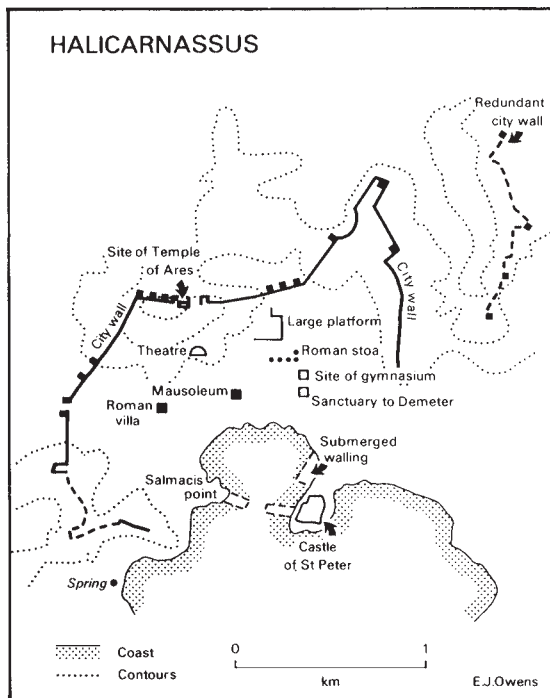 HALICARNASSUS
Redundant
city wall
Site of Temple
of Ares
City wall
City wall
Large platform
Theatre
Roman stoa
Site of gymnasium
Mausoleum
Sanctuary to Demeter
Roman
villa
Submerged
walling
Salmacis
point
Castle
of St Peter
Spring
Coast
Contours
0
1
km
E.J.Owens